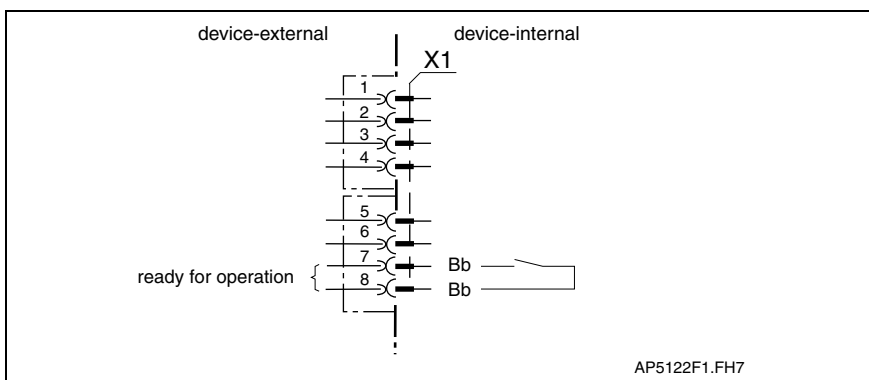 device-external device-internal
X1
1
2
3
4
5
6
7 Bb
ready for operation
8 Bb
AP5122F1.FH7